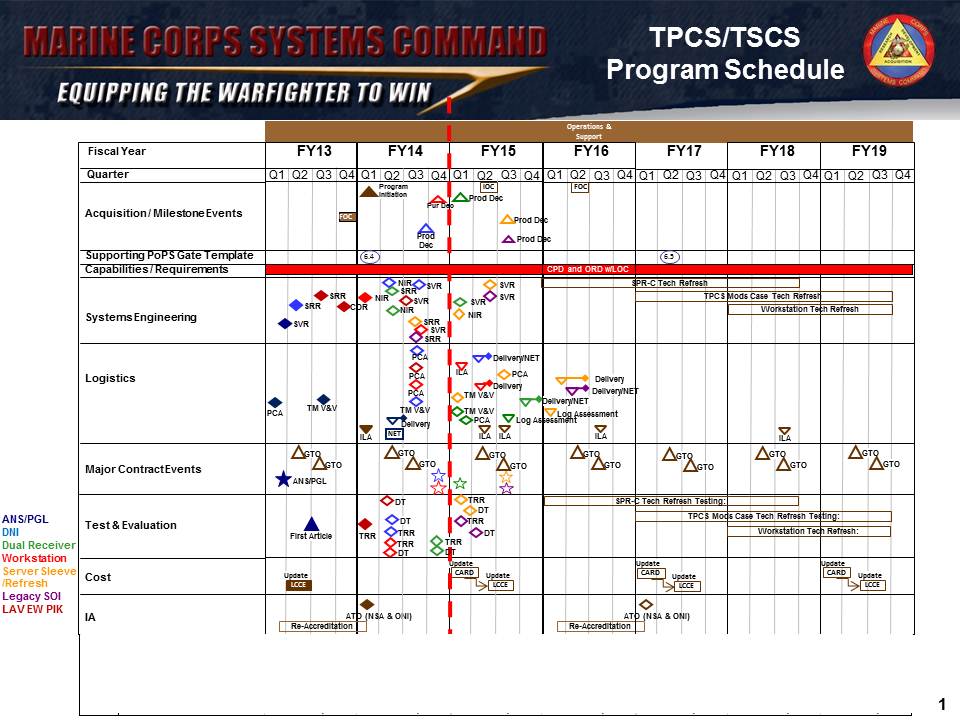 MARINE CORPS SYSTEMS COMMAND
EQUIPPING THE WARFIGHTER TO WIN
TPCS/TSCS
Program Schedule
Operations &
Support
Fiscal Year FY13 FY14 FY15 FY16 FY17 FY18 FY19
Quarter Q1 Q2 Q3 Q4 Q1 Q2 Q3 Q4 Q1 Q2 Q3 Q4 Q1 Q2 Q3 Q4 Q1 Q2 Q3 Q4 Q1 Q2 Q3 Q4 Q1 Q2 Q3 Q4
Acquisition / Milestone Events
FOC
Program
Initiation
Pur Dec
Prod
Dec
Prod Dec
IOC
Prod Dec
Prod Dec
FOC
Supporting PoPS Gate Template 6.4 6.5
Capabilities / Requirements CPD and ORD w/LOC
Systems Engineering
SVR
SRR
SRR
CDR
NIR
NIR
SRR
SVR
SVR
NIR
SRR
SVR
SRR
SVR
SVR
SVR
NIR
SPR-C Tech Refresh
TPCS Mods Case Tech Refresh
Workstation Tech Refresh
Logistics
PCA
TM V&V
ILA
PCA
PCA
PCA
TM V&V
Delivery
NET
Delivery/NET
ILA
PCA
Delivery
TM V&V
Delivery/NET
TM V&V
PCA
Log Assessment
ILA
ILA
Delivery
Delivery/NET
Log Assessment
ILA
ILA
Major Contract Events
GTO
GTO
ANS/PGL
GTO
GTO
GTO
GTO
GTO
GTO
GTO
GTO
GTO
GTO
GTO
GTO
Test & Evaluation
First Article
TRR
DT
DT
TRR
TRR
DT
TRR
DT
TRR
DT
TRR
DT
SPR-C Tech Refresh Testing:
TPCS Mods Case Tech Refresh Testing:
Workstation Tech Refresh:
Cost
Update
LCCE
Update
CARD
Update
LCCE
Update
CARD
Update
LCCE
Update
CARD
Update
LCCE
IA
ATO (NSA & ONI)
Re-Accreditation
ATO (NSA & ONI)
Re-Accreditation
ANS/PGL
DNI
Dual Receiver
Workstation
Server Sleeve
/Refresh
Legacy SOI
LAV EW PIK
1